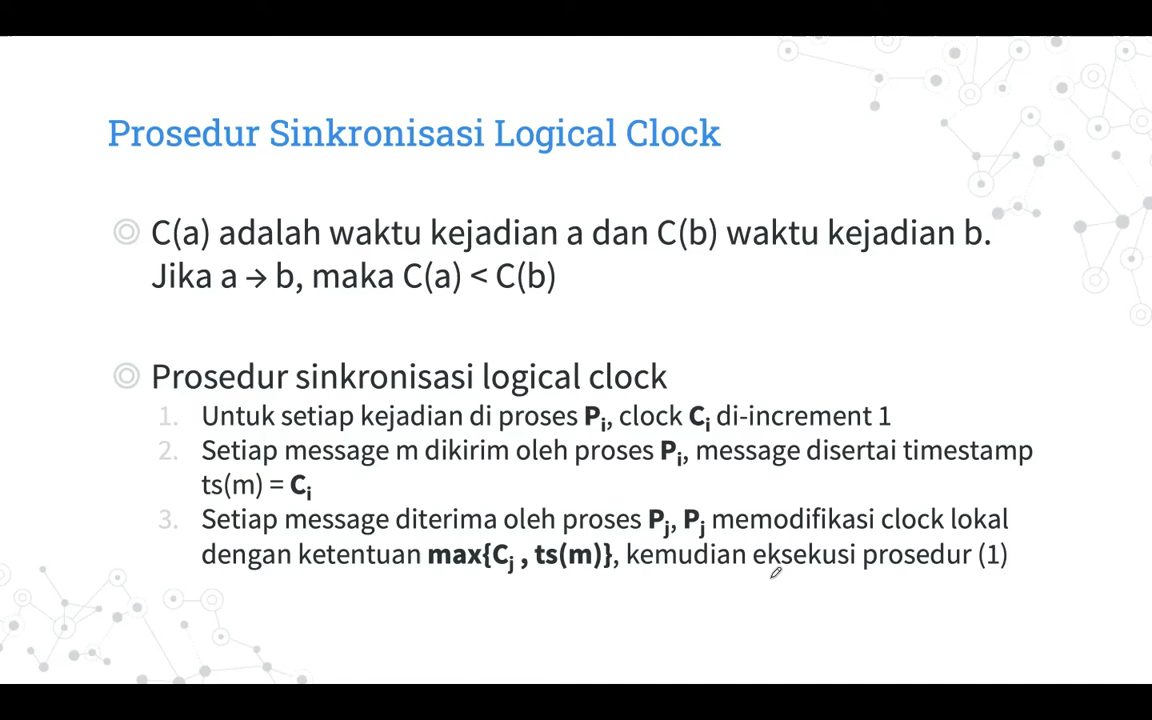 Prosedur Sinkronisasi Logical Clock
C(a) adalah waktu kejadian a dan C(b) waktu kejadian b.
Jika a → b, maka C(a) < C(b)
Prosedur sinkronisasi logical clock
1. Untuk setiap kejadian di proses Pi, clock Ci di-increment 1
2. Setiap message m dikirim oleh proses Pi, message disertai timestamp
ts(m) = Ci
3. Setiap message diterima oleh proses Pj, Pj memodifikasi clock lokal
dengan ketentuan max{Cj , ts(m)}, kemudian eksekusi prosedur (1)